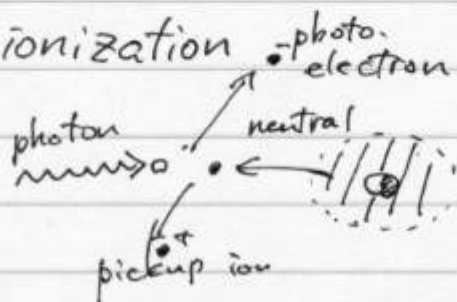 ionization
-photo.
electron
photon
neutral
+
pickup ion